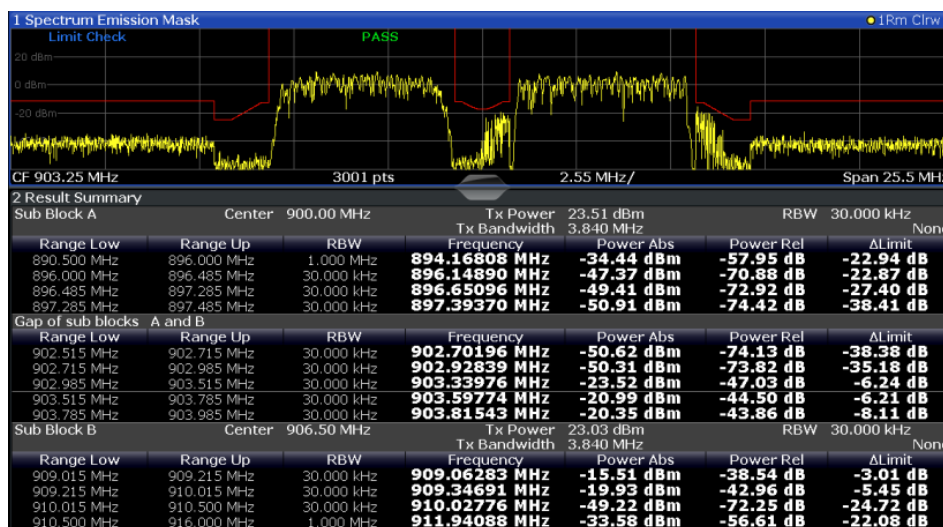 1 Spectrum Emission Mask 1Rm Clrw
Limit Check PASS
20 dBm
0 dBm
-20 dBm
CF 903.25 MHz 3001 pts 2.55 MHz/ Span 25.5 MH
2 Result Summary
Sub Block A Center 900.00 MHz Tx Power 23.51 dBm RBW 30.000 kHz
Tx Bandwidth 3.840 MHz Non
Range Low Range Up RBW Frequency Power Abs Power Rel ΔLimit
890.500 MHz 896.000 MHz 1.000 MHz 894.16808 MHz -34.44 dBm -57.95 dB -22.94 dB
896.000 MHz 896.485 MHz 30.000 kHz 896.14890 MHz -47.37 dBm -70.88 dB -22.87 dB
896.485 MHz 897.285 MHz 30.000 kHz 896.65096 MHz -49.41 dBm -72.92 dB -27.40 dB
897.285 MHz 897.485 MHz 30.000 kHz 897.39370 MHz -50.91 dBm -74.42 dB -38.41 dB
Gap of sub blocks A and B
Range Low Range Up RBW Frequency Power Abs Power Rel ΔLimit
902.515 MHz 902.715 MHz 30.000 kHz 902.70196 MHz -50.62 dBm -74.13 dB -38.38 dB
902.715 MHz 902.985 MHz 30.000 kHz 902.92839 MHz -50.31 dBm -73.82 dB -35.18 dB
902.985 MHz 903.515 MHz 30.000 kHz 903.33976 MHz -23.52 dBm -47.03 dB -6.24 dB
903.515 MHz 903.785 MHz 30.000 kHz 903.59774 MHz -20.99 dBm -44.50 dB -6.21 dB
903.785 MHz 903.985 MHz 30.000 kHz 903.81543 MHz -20.35 dBm -43.86 dB -8.11 dB
Sub Block B Center 906.50 MHz Tx Power 23.03 dBm RBW 30.000 kHz
Tx Bandwidth 3.840 MHz Non
Range Low Range Up RBW Frequency Power Abs Power Rel ΔLimit
909.015 MHz 909.215 MHz 30.000 kHz 909.06283 MHz -15.51 dBm -38.54 dB -3.01 dB
909.215 MHz 910.015 MHz 30.000 kHz 909.34691 MHz -19.93 dBm -42.96 dB -5.45 dB
910.015 MHz 910.500 MHz 30.000 kHz 910.02776 MHz -49.22 dBm -72.25 dB -24.72 dB
910.500 MHz 916.000 MHz 1.000 MHz 911.94088 MHz -33.58 dBm -56.61 dB -22.08 dB